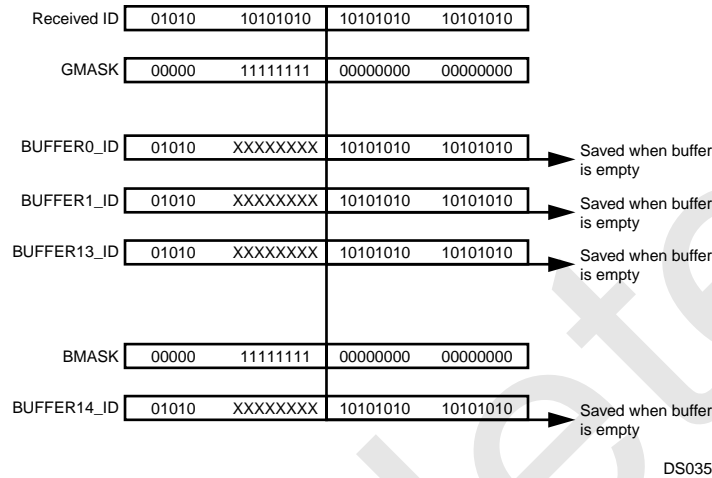 Received ID 01010 10101010 10101010 10101010
GMASK 00000 11111111 00000000 00000000
BUFFER0_ID 01010 XXXXXXXX 10101010 10101010
Saved when buffer
is empty
BUFFER1_ID 01010 XXXXXXXX 10101010 10101010
Saved when buffer
is empty
BUFFER13_ID 01010 XXXXXXXX 10101010 10101010
Saved when buffer
is empty
BMASK 00000 11111111 00000000 00000000
BUFFER14_ID 01010 XXXXXXXX 10101010 10101010
Saved when buffer
is empty
DS035